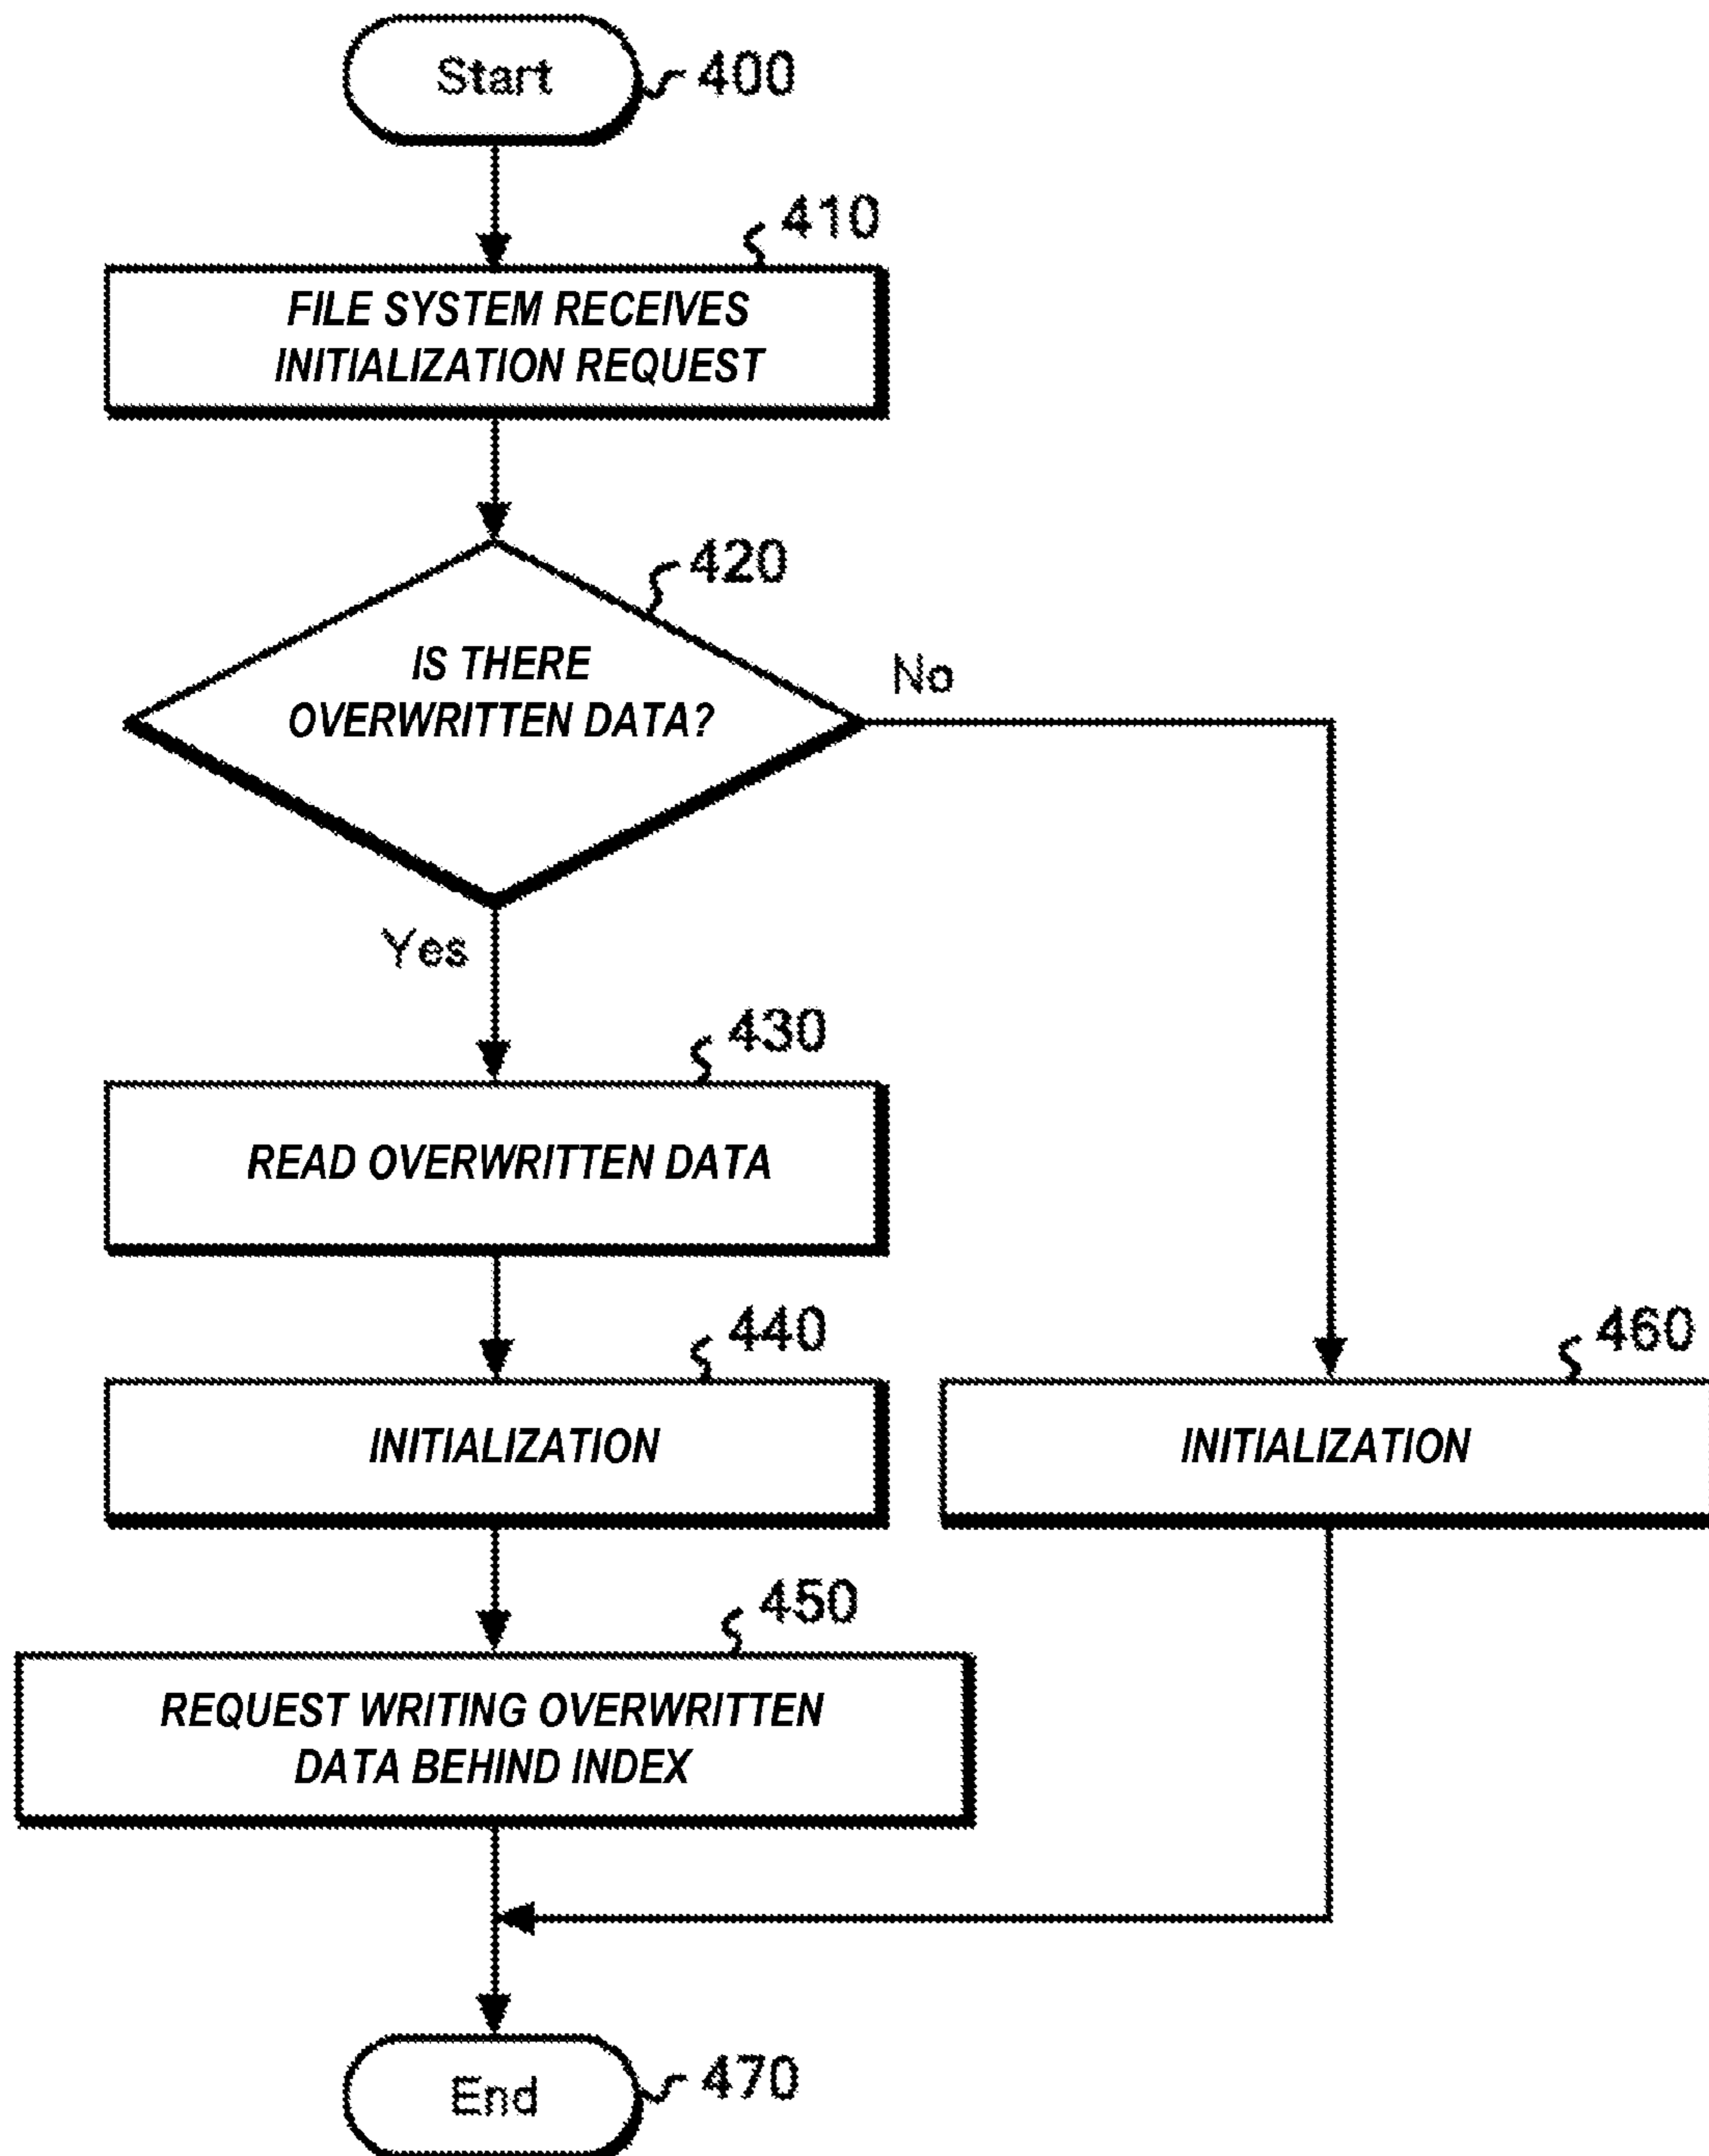 Start
400
410
FILE SYSTEM RECEIVES
INITIALIZATION REQUEST
420
IS THERE
OVERWRITTEN DATA?
No
Yes
430
READ OVERWRITTEN DATA
440
INITIALIZATION
460
INITIALIZATION
450
REQUEST WRITING OVERWRITTEN
DATA BEHIND INDEX
End
470